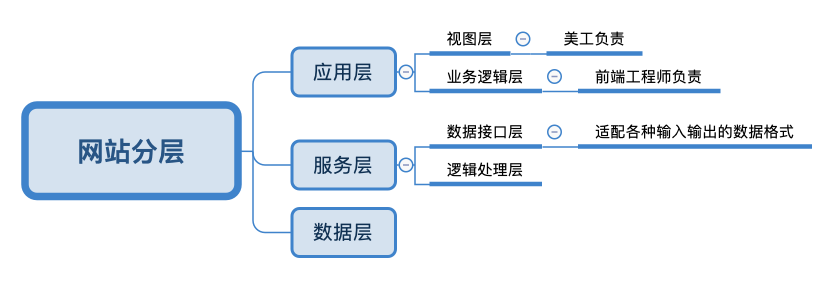 网站分层
应用层
视图层
美工负责
业务逻辑层
前端工程师负责
服务层
数据接口层
适配各种输入输出的数据格式
逻辑处理层
数据层